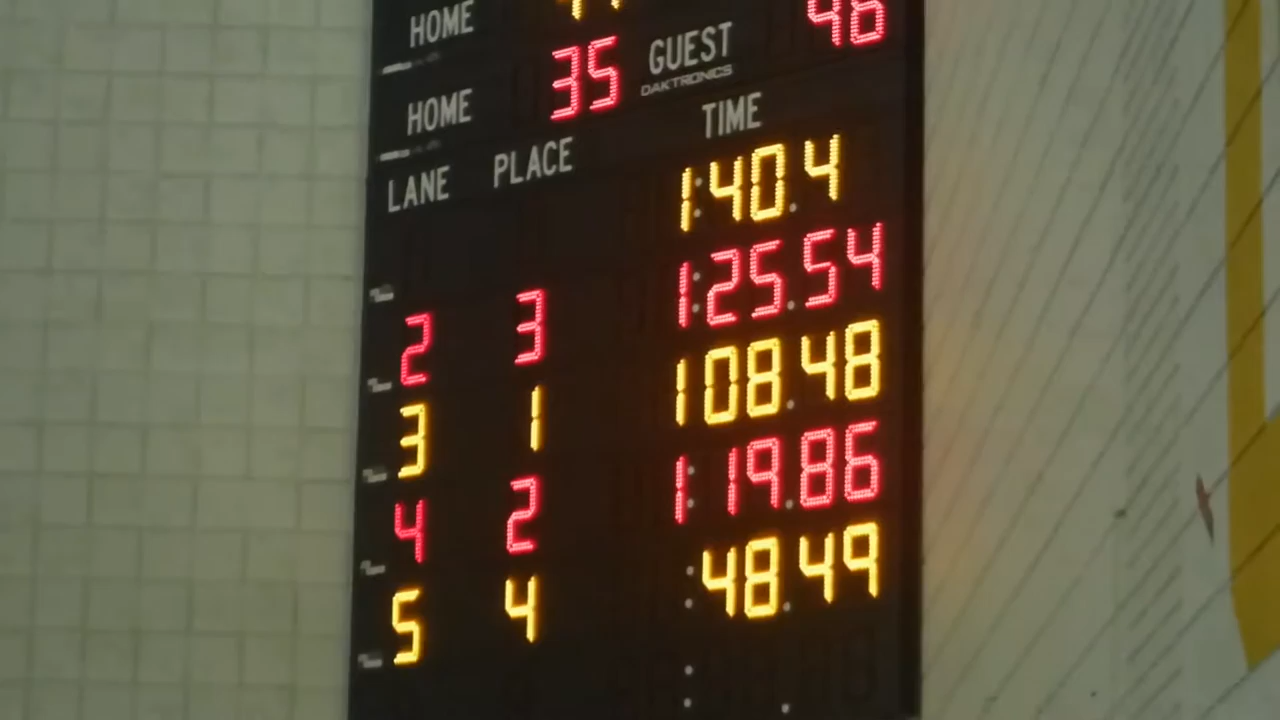 HOME
46
35 GUEST
DAKTRONICS
HOME
TIME
LANE PLACE
1:40.4
2 3 1:25.54
3 1 1:08.48
4 2 1:19.86
5 4 :48.49